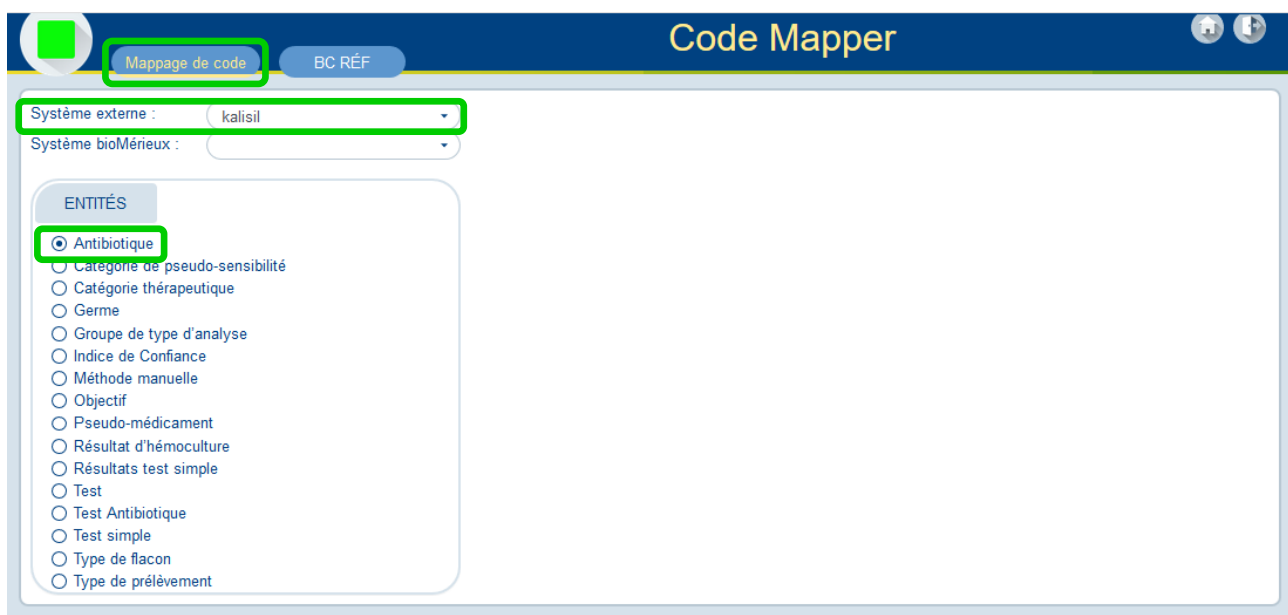 Code Mapper
Mappage de code BC RÉF
Système externe : kalisil
Système bioMérieux :
ENTITÉS
Antibiotique
Catégorie de pseudo-sensibilité
Catégorie thérapeutique
Germe
Groupe de type d'analyse
Indice de Confiance
Méthode manuelle
Objectif
Pseudo-médicament
Résultat d'hémoculture
Résultats test simple
Test
Test Antibiotique
Test simple
Type de flacon
Type de prélèvement